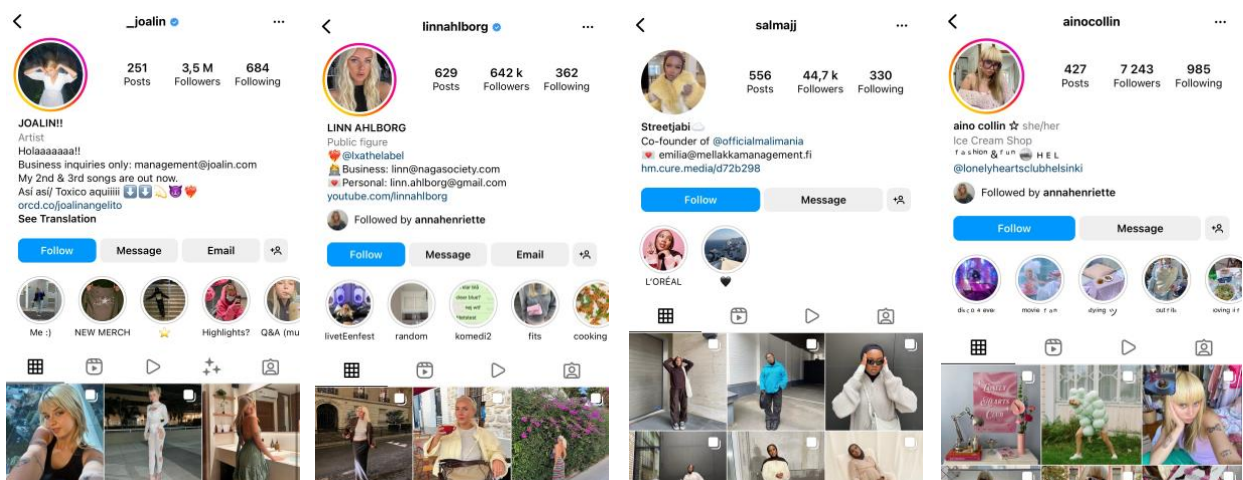 _joalin
251 3,5 M 684
Posts Followers Following
JOALIN!!
Artist
Holaaaaaaa!!
Business inquiries only: management@joalin.com
My 2nd & 3rd songs are out now.
Así así/ Toxico aquiiiii ⬇️⬇️💫😈❤️‍🔥
orcd.co/joalinangelito
See Translation
Follow Message Email
Me :) NEW MERCH ⭐ Highlights? Q&A (mu
linnahlborg
629 642 k 362
Posts Followers Following
LINN AHLBORG
Public figure
❤️‍🔥@lxathelabel
Business: linn@nagasociety.com
💌 Personal: linn.ahlborg@gmail.com
youtube.com/linnahlborg
Followed by annahenriette
Follow Message Email
livetEenfest random komedi2 fits cooking
salmajj
556 44,7 k 330
Posts Followers Following
Streetjabi☁️
Co-founder of @officialmalimania
💌 emilia@mellakkamanagement.fi
hm.cure.media/d72b298
Follow Message
L'ORÉAL 🖤
ainocollin
427 7 243 985
Posts Followers Following
aino collin ☆ she/her
Ice Cream Shop
fashion & fun 🪩 H E L
@lonelyheartsclubhelsinki
Followed by annahenriette
Follow Message
movie fun
LONELY
HEARTS
CLUB